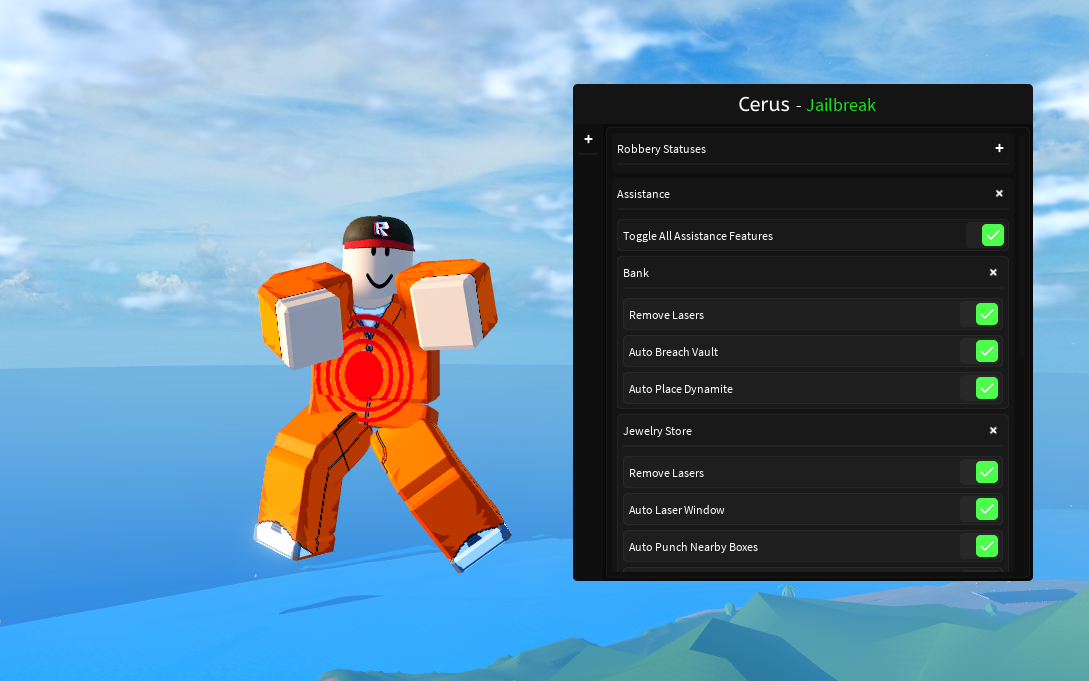 Cerus - Jailbreak
Robbery Statuses
Assistance
Toggle All Assistance Features
Bank
Remove Lasers
Auto Breach Vault
Auto Place Dynamite
Jewelry Store
Remove Lasers
Auto Laser Window
Auto Punch Nearby Boxes
R